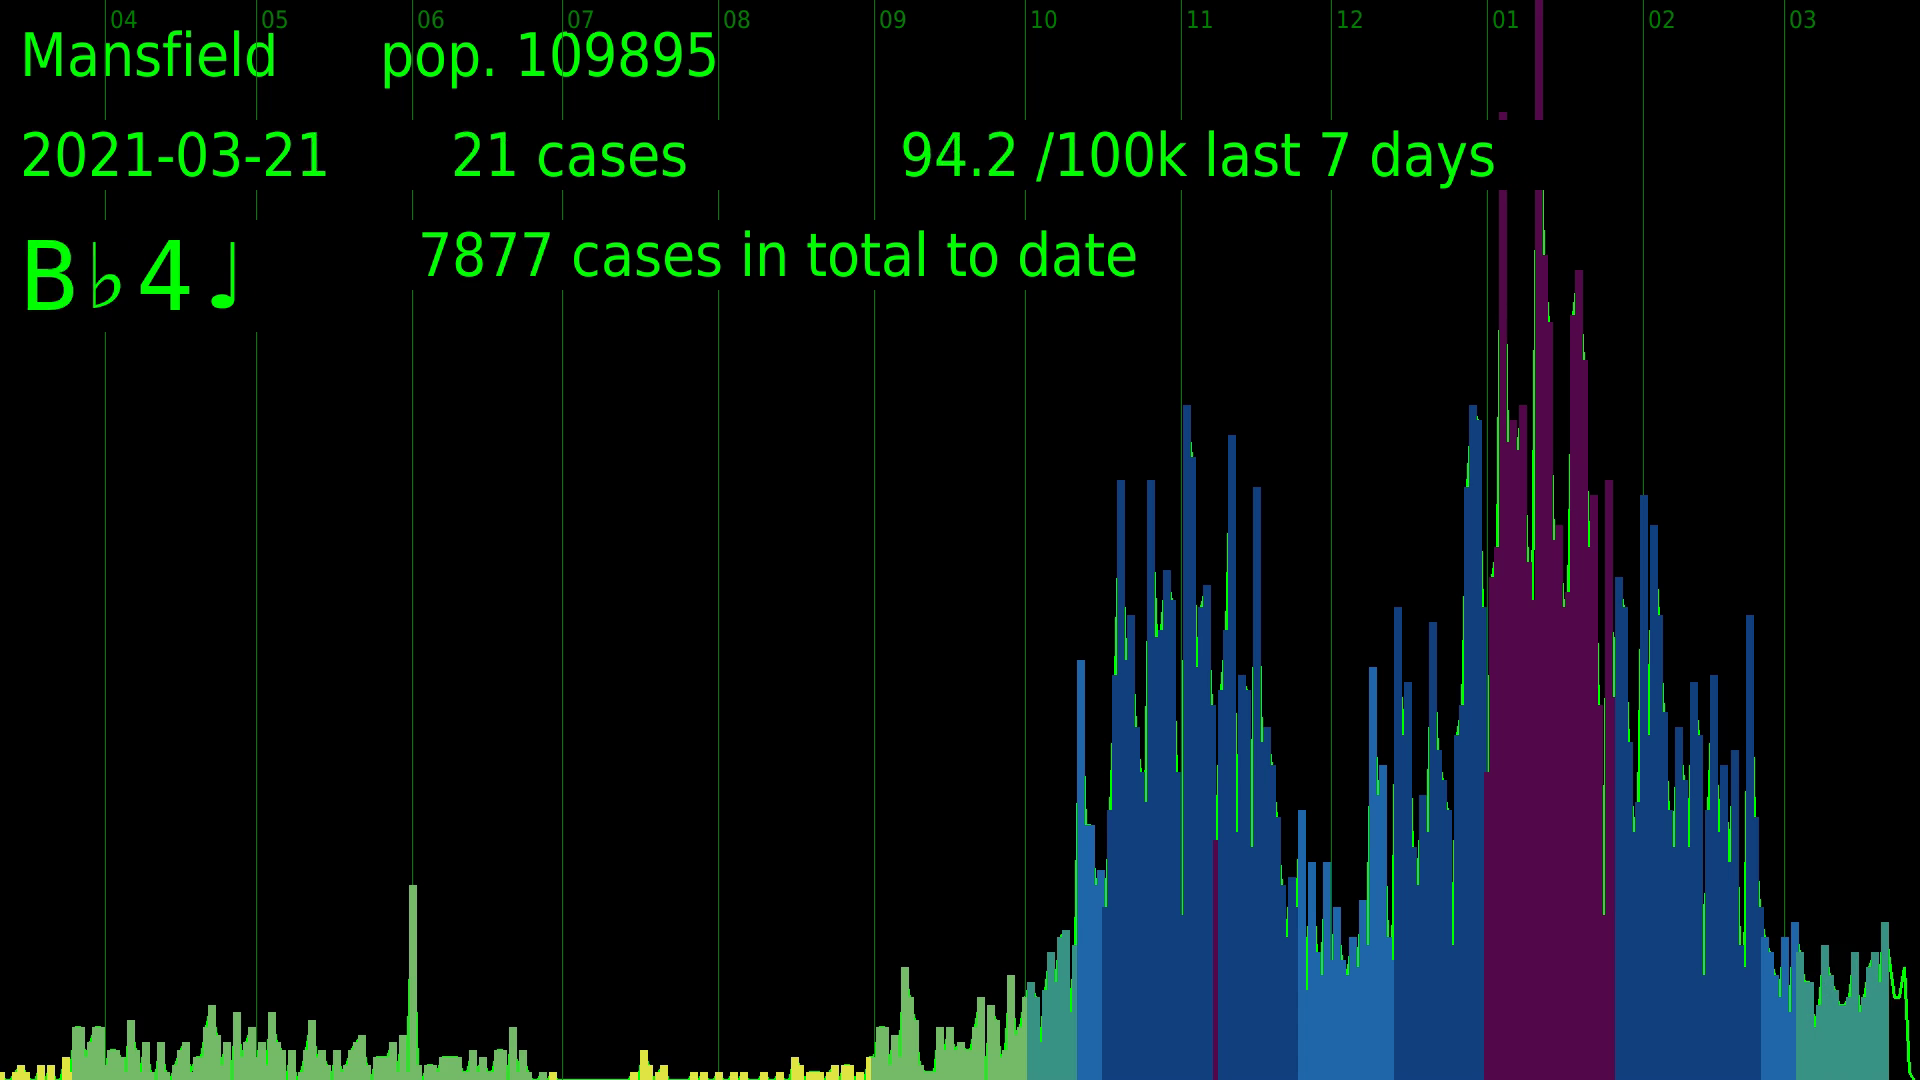 04 05 06 07 08 09 10 11 12 01 02 03
Mansfield pop. 109895
2021-03-21 21 cases 94.2 /100k last 7 days
B♭4♩ 7877 cases in total to date